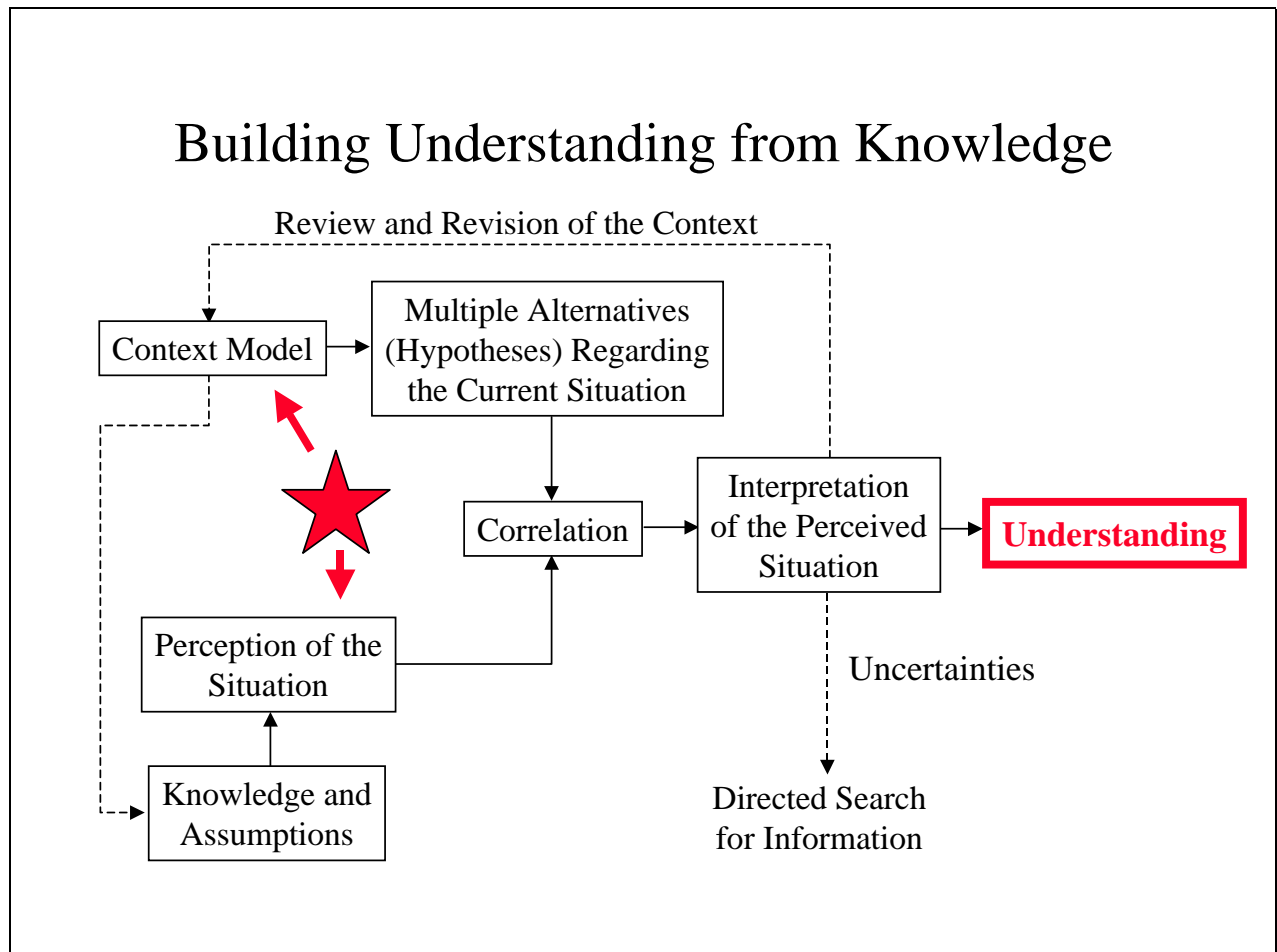 Building Understanding from Knowledge
Review and Revision of the Context
Context Model
Multiple Alternatives
(Hypotheses) Regarding
the Current Situation
Correlation
Interpretation
of the Perceived
Situation
Understanding
Perception of the
Situation
Uncertainties
Knowledge and
Assumptions
Directed Search
for Information